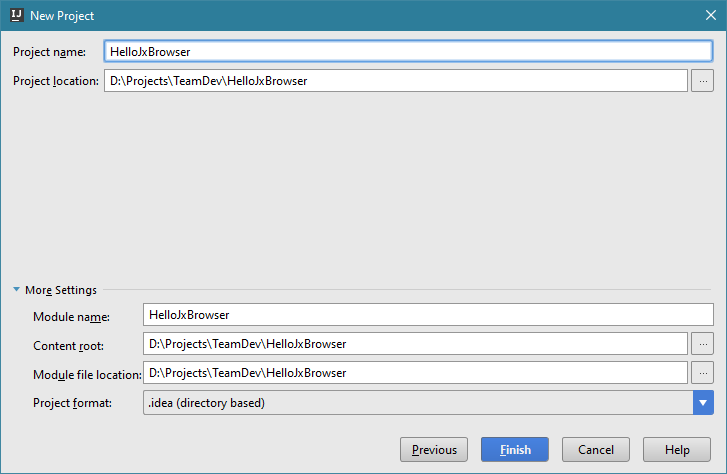 IJ New Project
Project name: HelloJxBrowser
Project location: D:\Projects\TeamDev\HelloJxBrowser ...
More Settings
Module name: HelloJxBrowser
Content root: D:\Projects\TeamDev\HelloJxBrowser ...
Module file location: D:\Projects\TeamDev\HelloJxBrowser ...
Project format: .idea (directory based)
Previous Finish Cancel Help